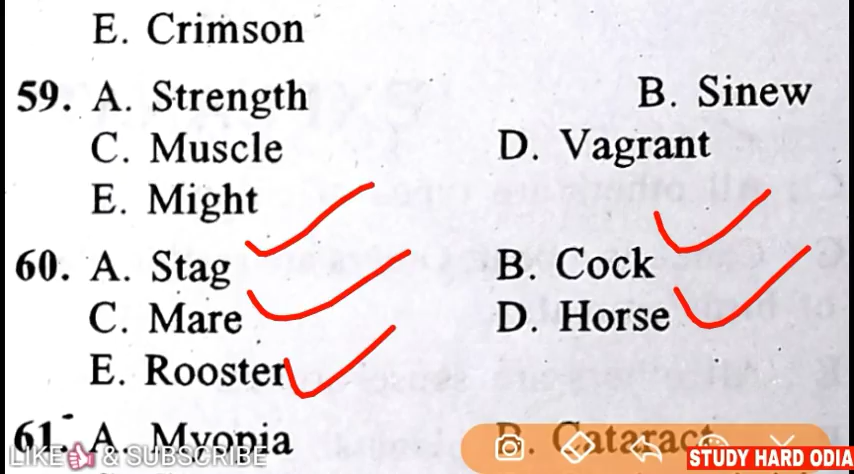 E. Crimson
59. A. Strength B. Sinew
C. Muscle D. Vagrant
E. Might
60. A. Stag B. Cock
C. Mare D. Horse
E. Rooster
61. A. Myopia B. Cataract
LIKE & SUBSCRIBE
STUDY HARD ODIA